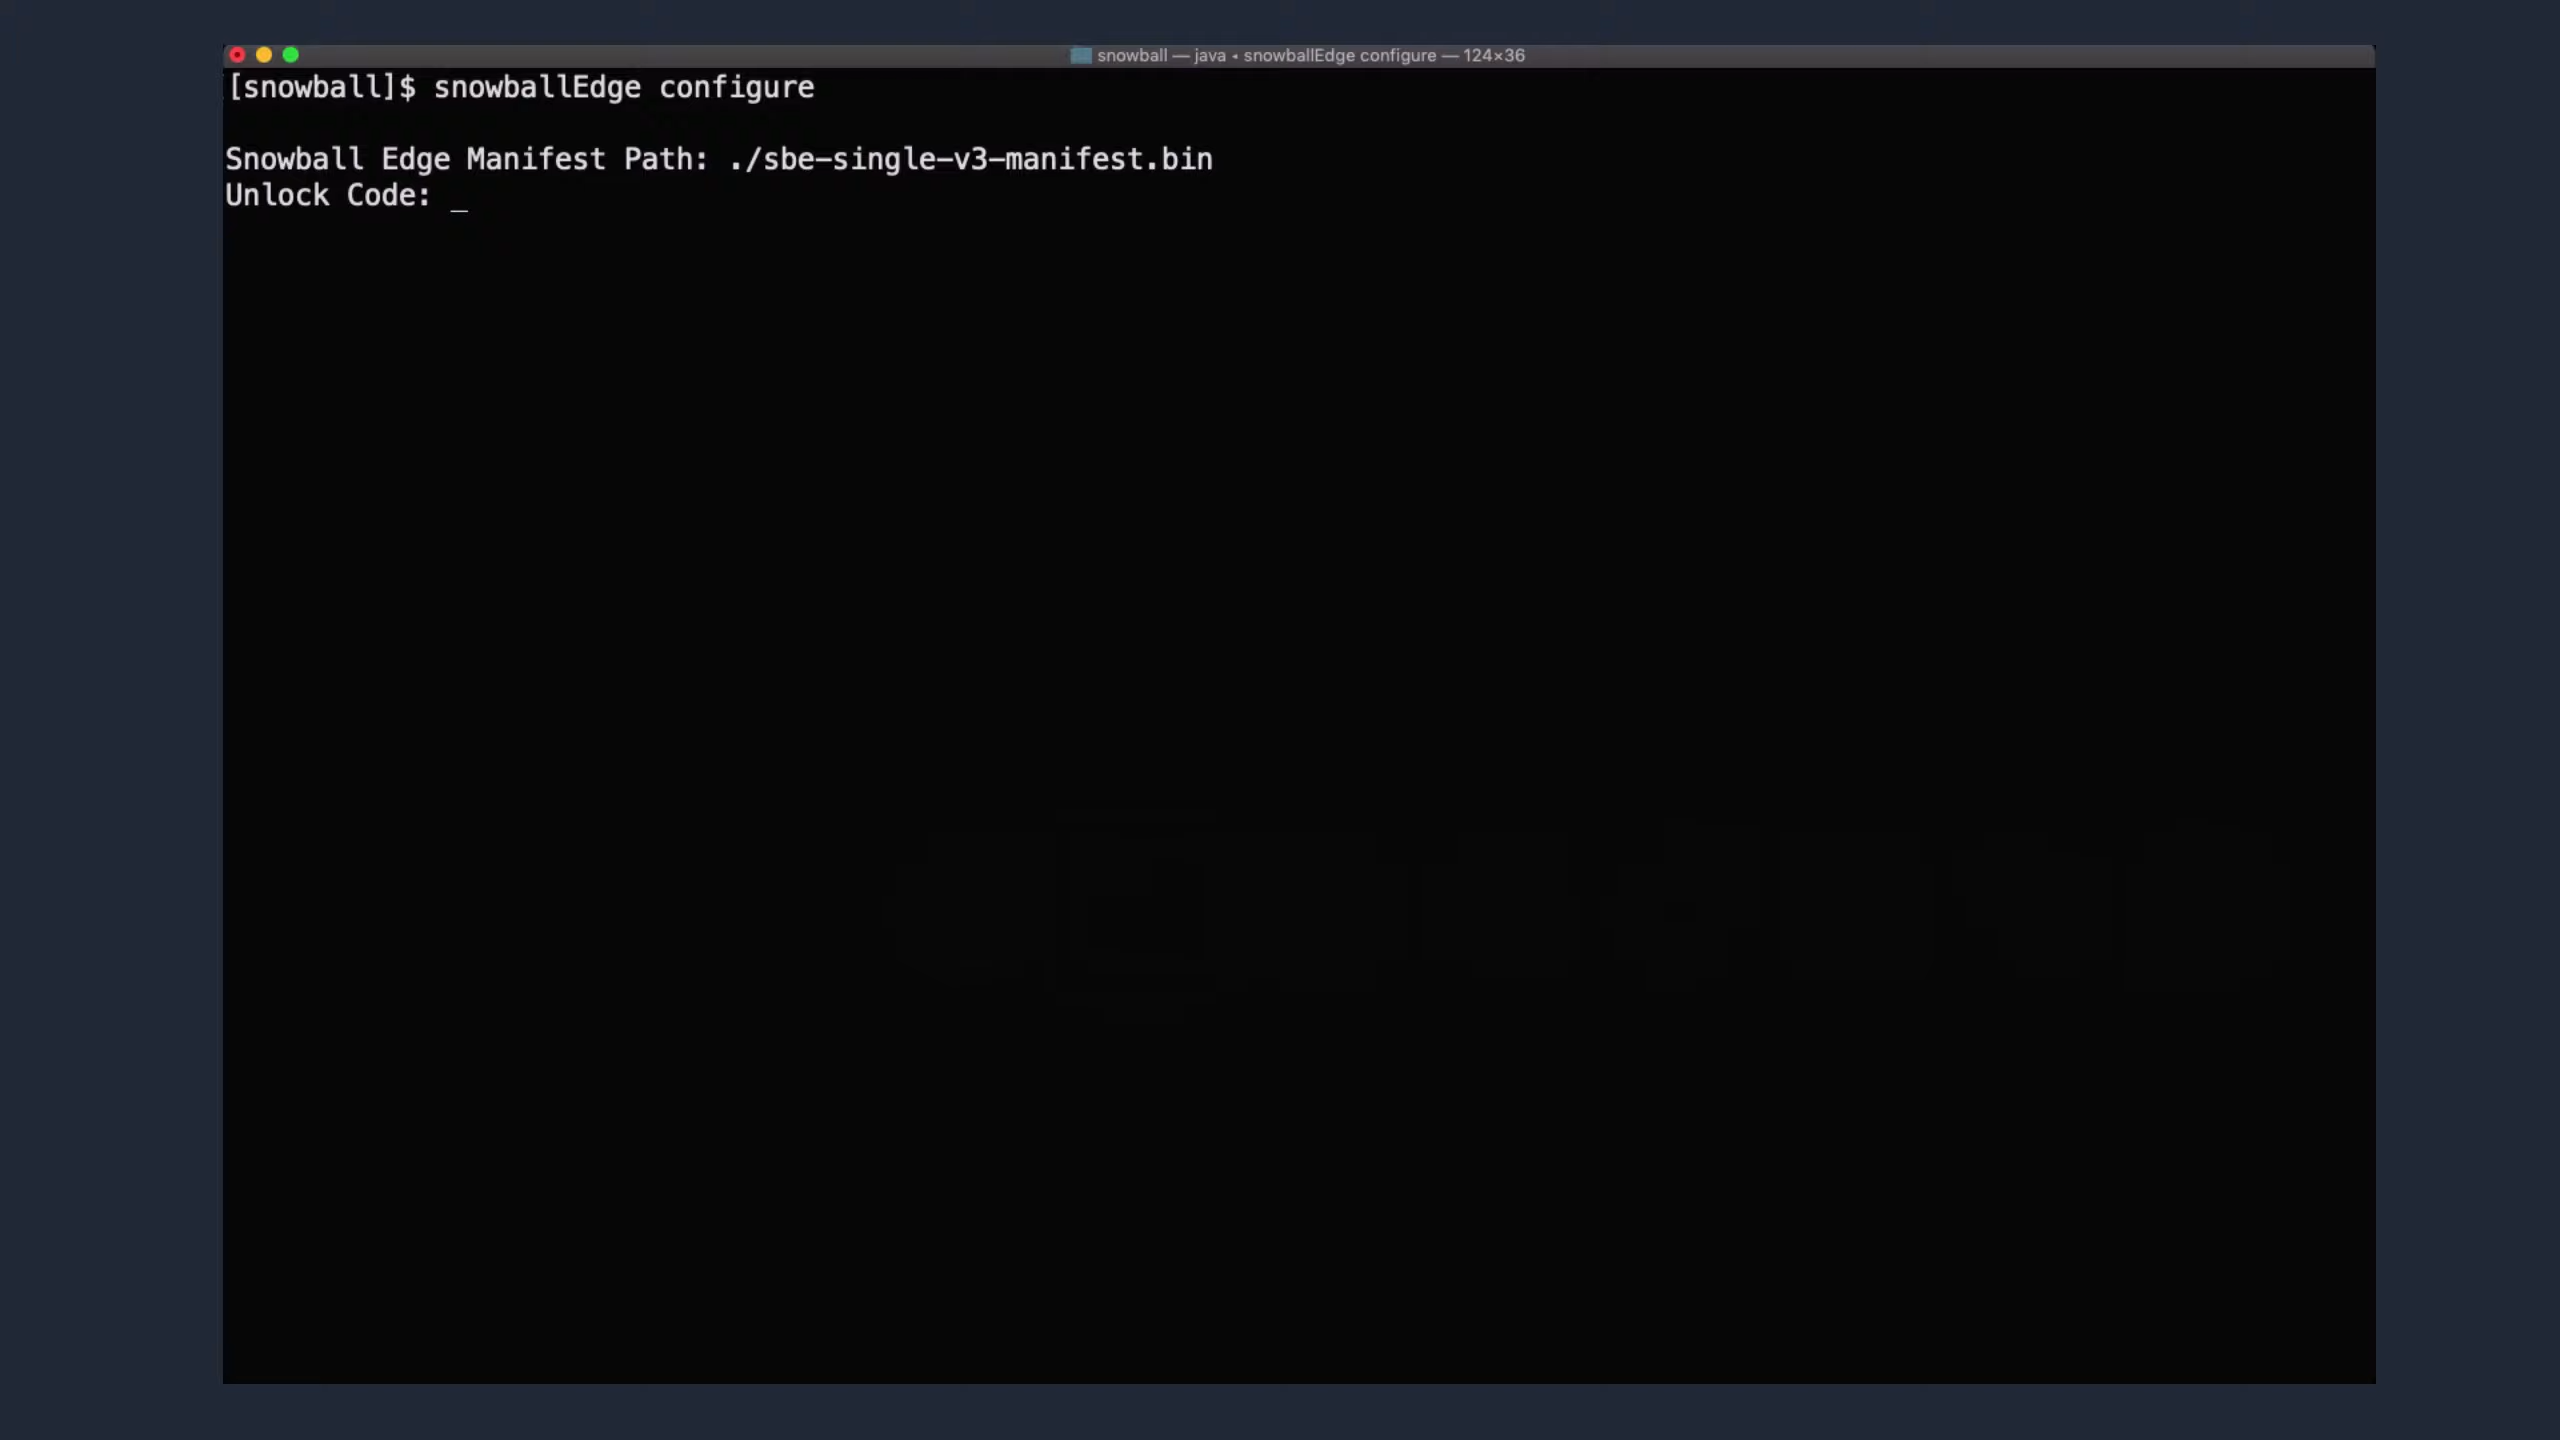 snowball — java ◂ snowballEdge configure — 124×36
[snowball]$ snowballEdge configure
Snowball Edge Manifest Path: ./sbe-single-v3-manifest.bin
Unlock Code: _